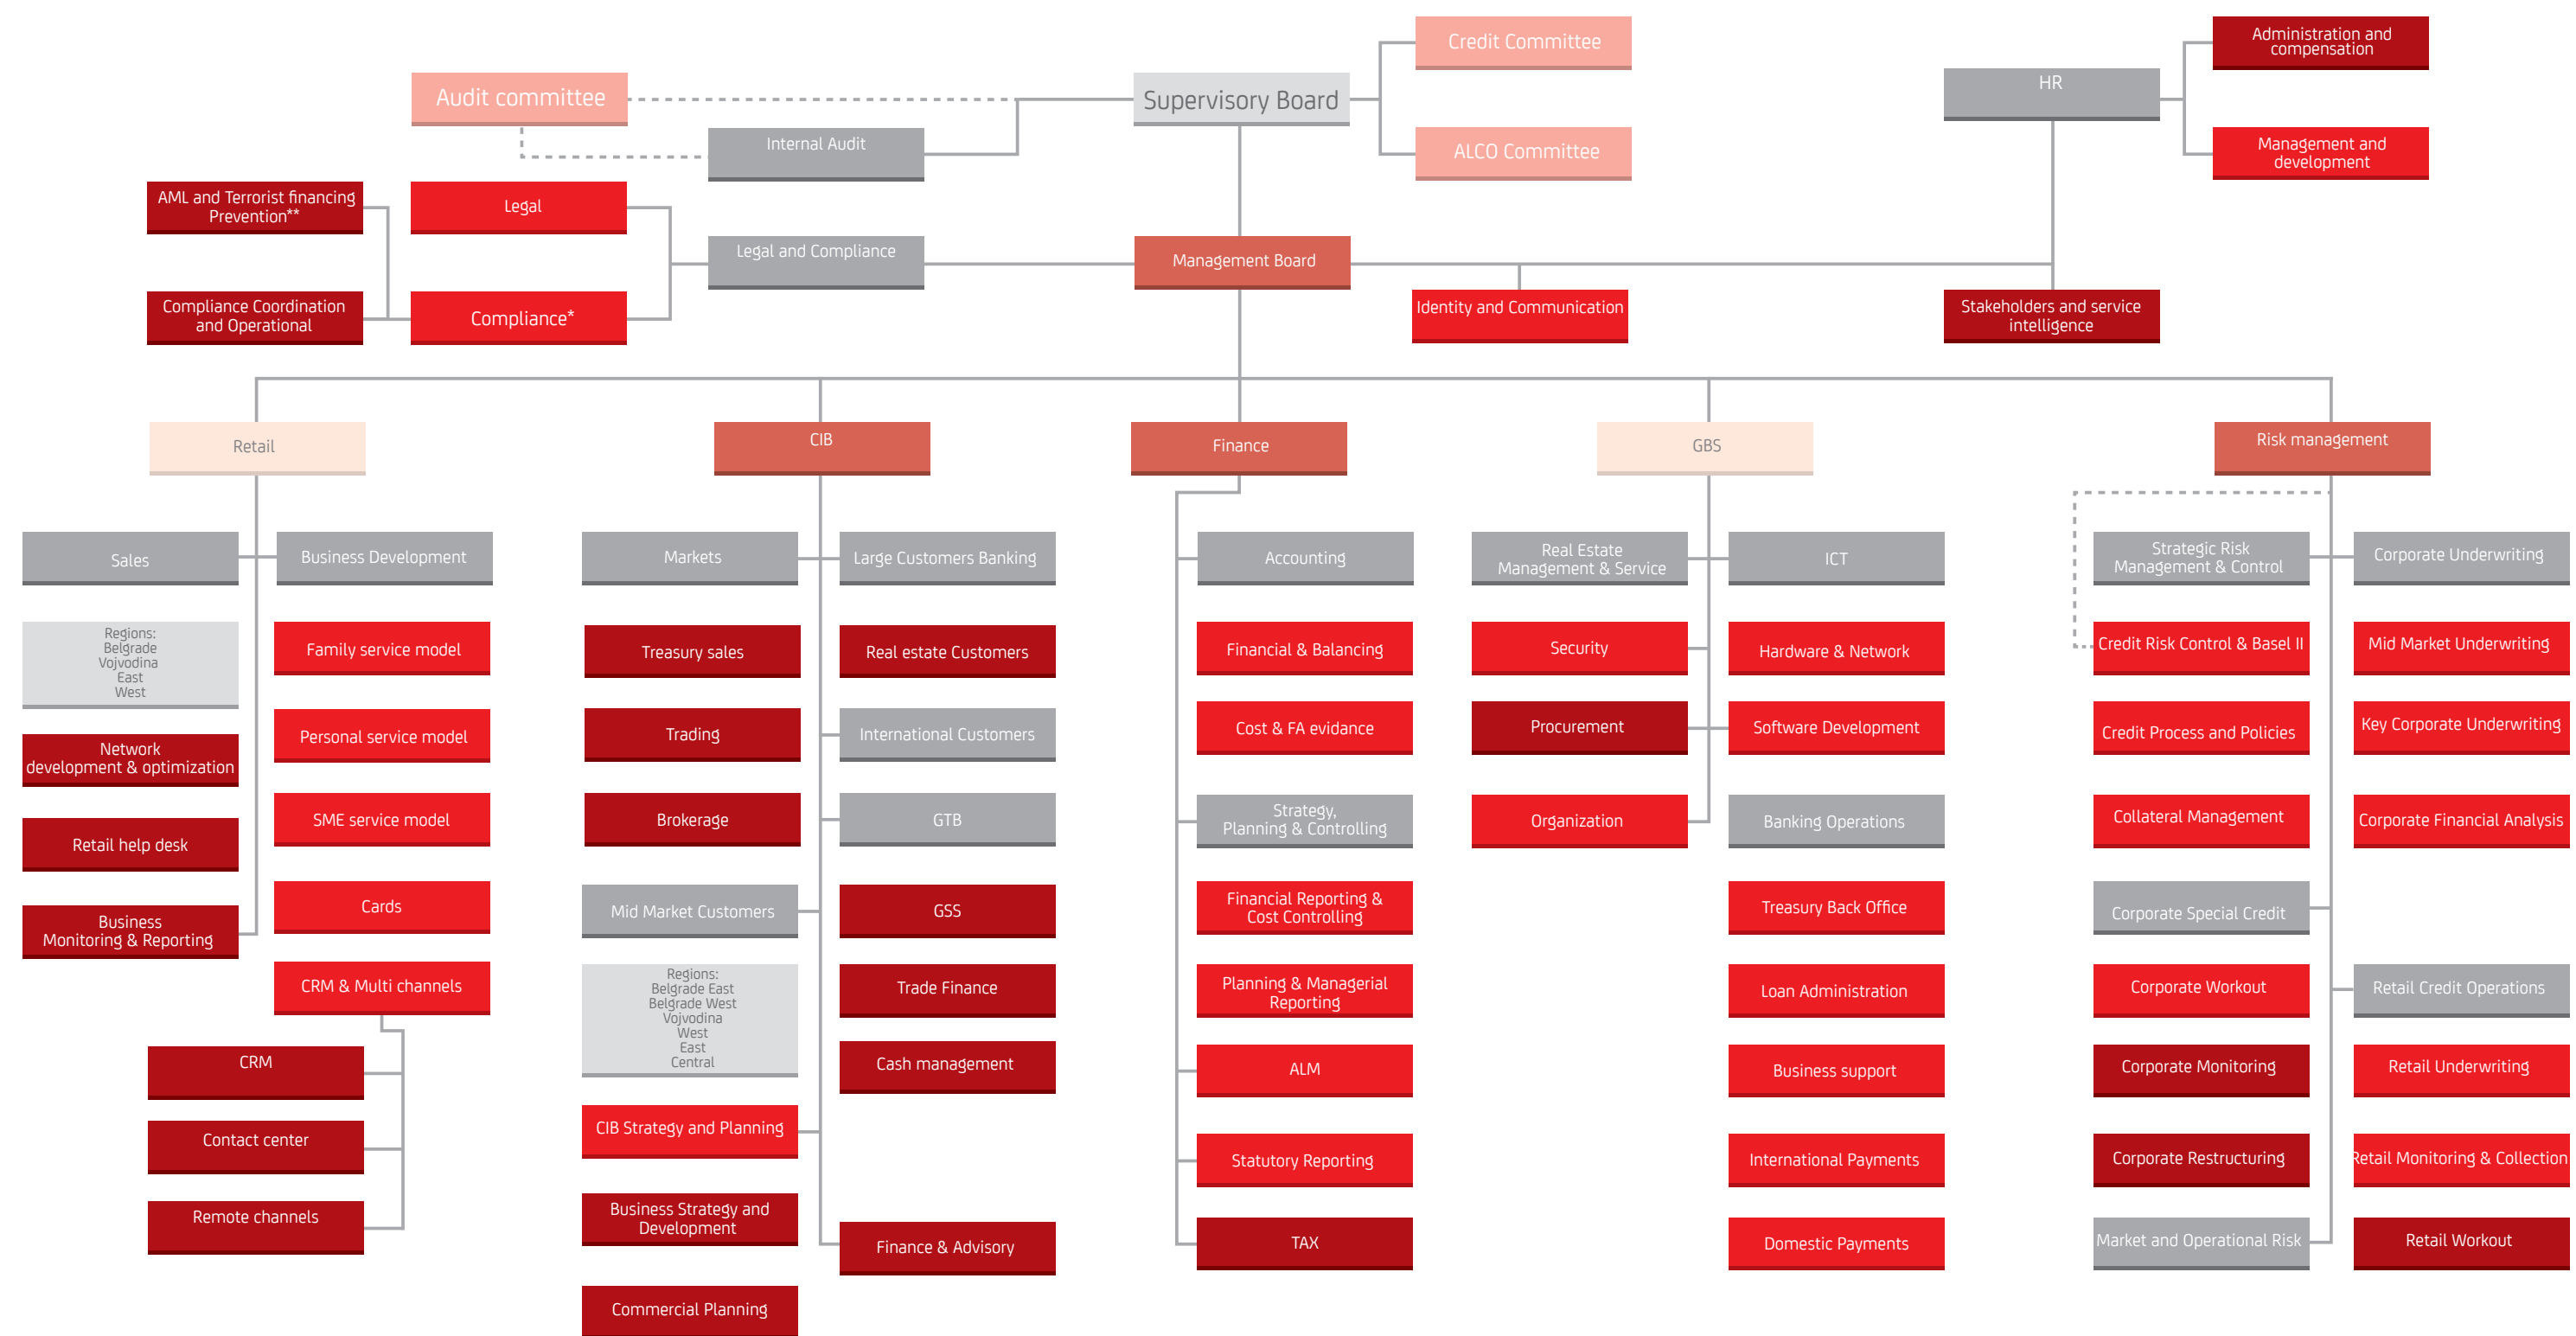 Credit Committee
Administration and
compensation
Audit committee
Supervisory Board
HR
Internal Audit
ALCO Committee
Management and
development
AML and Terrorist financing
Prevention**
Legal
Legal and Compliance
Management Board
Compliance Coordination
and Operational
Compliance*
Identity and Communication
Stakeholders and service
intelligence
Retail
CIB
Finance
GBS
Risk management
Sales
Business Development
Regions:
Belgrade
Vojvodina
East
West
Family service model
Network
development & optimization
Personal service model
Retail help desk
SME service model
Business
Monitoring & Reporting
Cards
CRM & Multi channels
CRM
Contact center
Remote channels
Markets
Large Customers Banking
Treasury sales
Real estate Customers
Trading
International Customers
Brokerage
GTB
Mid Market Customers
GSS
Regions:
Belgrade East
Belgrade West
Vojvodina
West
East
Central
Trade Finance
Cash management
CIB Strategy and Planning
Business Strategy and
Development
Finance & Advisory
Commercial Planning
Accounting
Financial & Balancing
Cost & FA evidance
Strategy,
Planning & Controlling
Financial Reporting &
Cost Controlling
Planning & Managerial
Reporting
ALM
Statutory Reporting
TAX
Real Estate
Management & Service
ICT
Security
Hardware & Network
Procurement
Software Development
Organization
Banking Operations
Treasury Back Office
Loan Administration
Business support
International Payments
Domestic Payments
Strategic Risk
Management & Control
Corporate Underwriting
Credit Risk Control & Basel II
Mid Market Underwriting
Credit Process and Policies
Key Corporate Underwriting
Collateral Management
Corporate Financial Analysis
Corporate Special Credit
Corporate Workout
Retail Credit Operations
Corporate Monitoring
Retail Underwriting
Corporate Restructuring
Retail Monitoring & Collection
Market and Operational Risk
Retail Workout